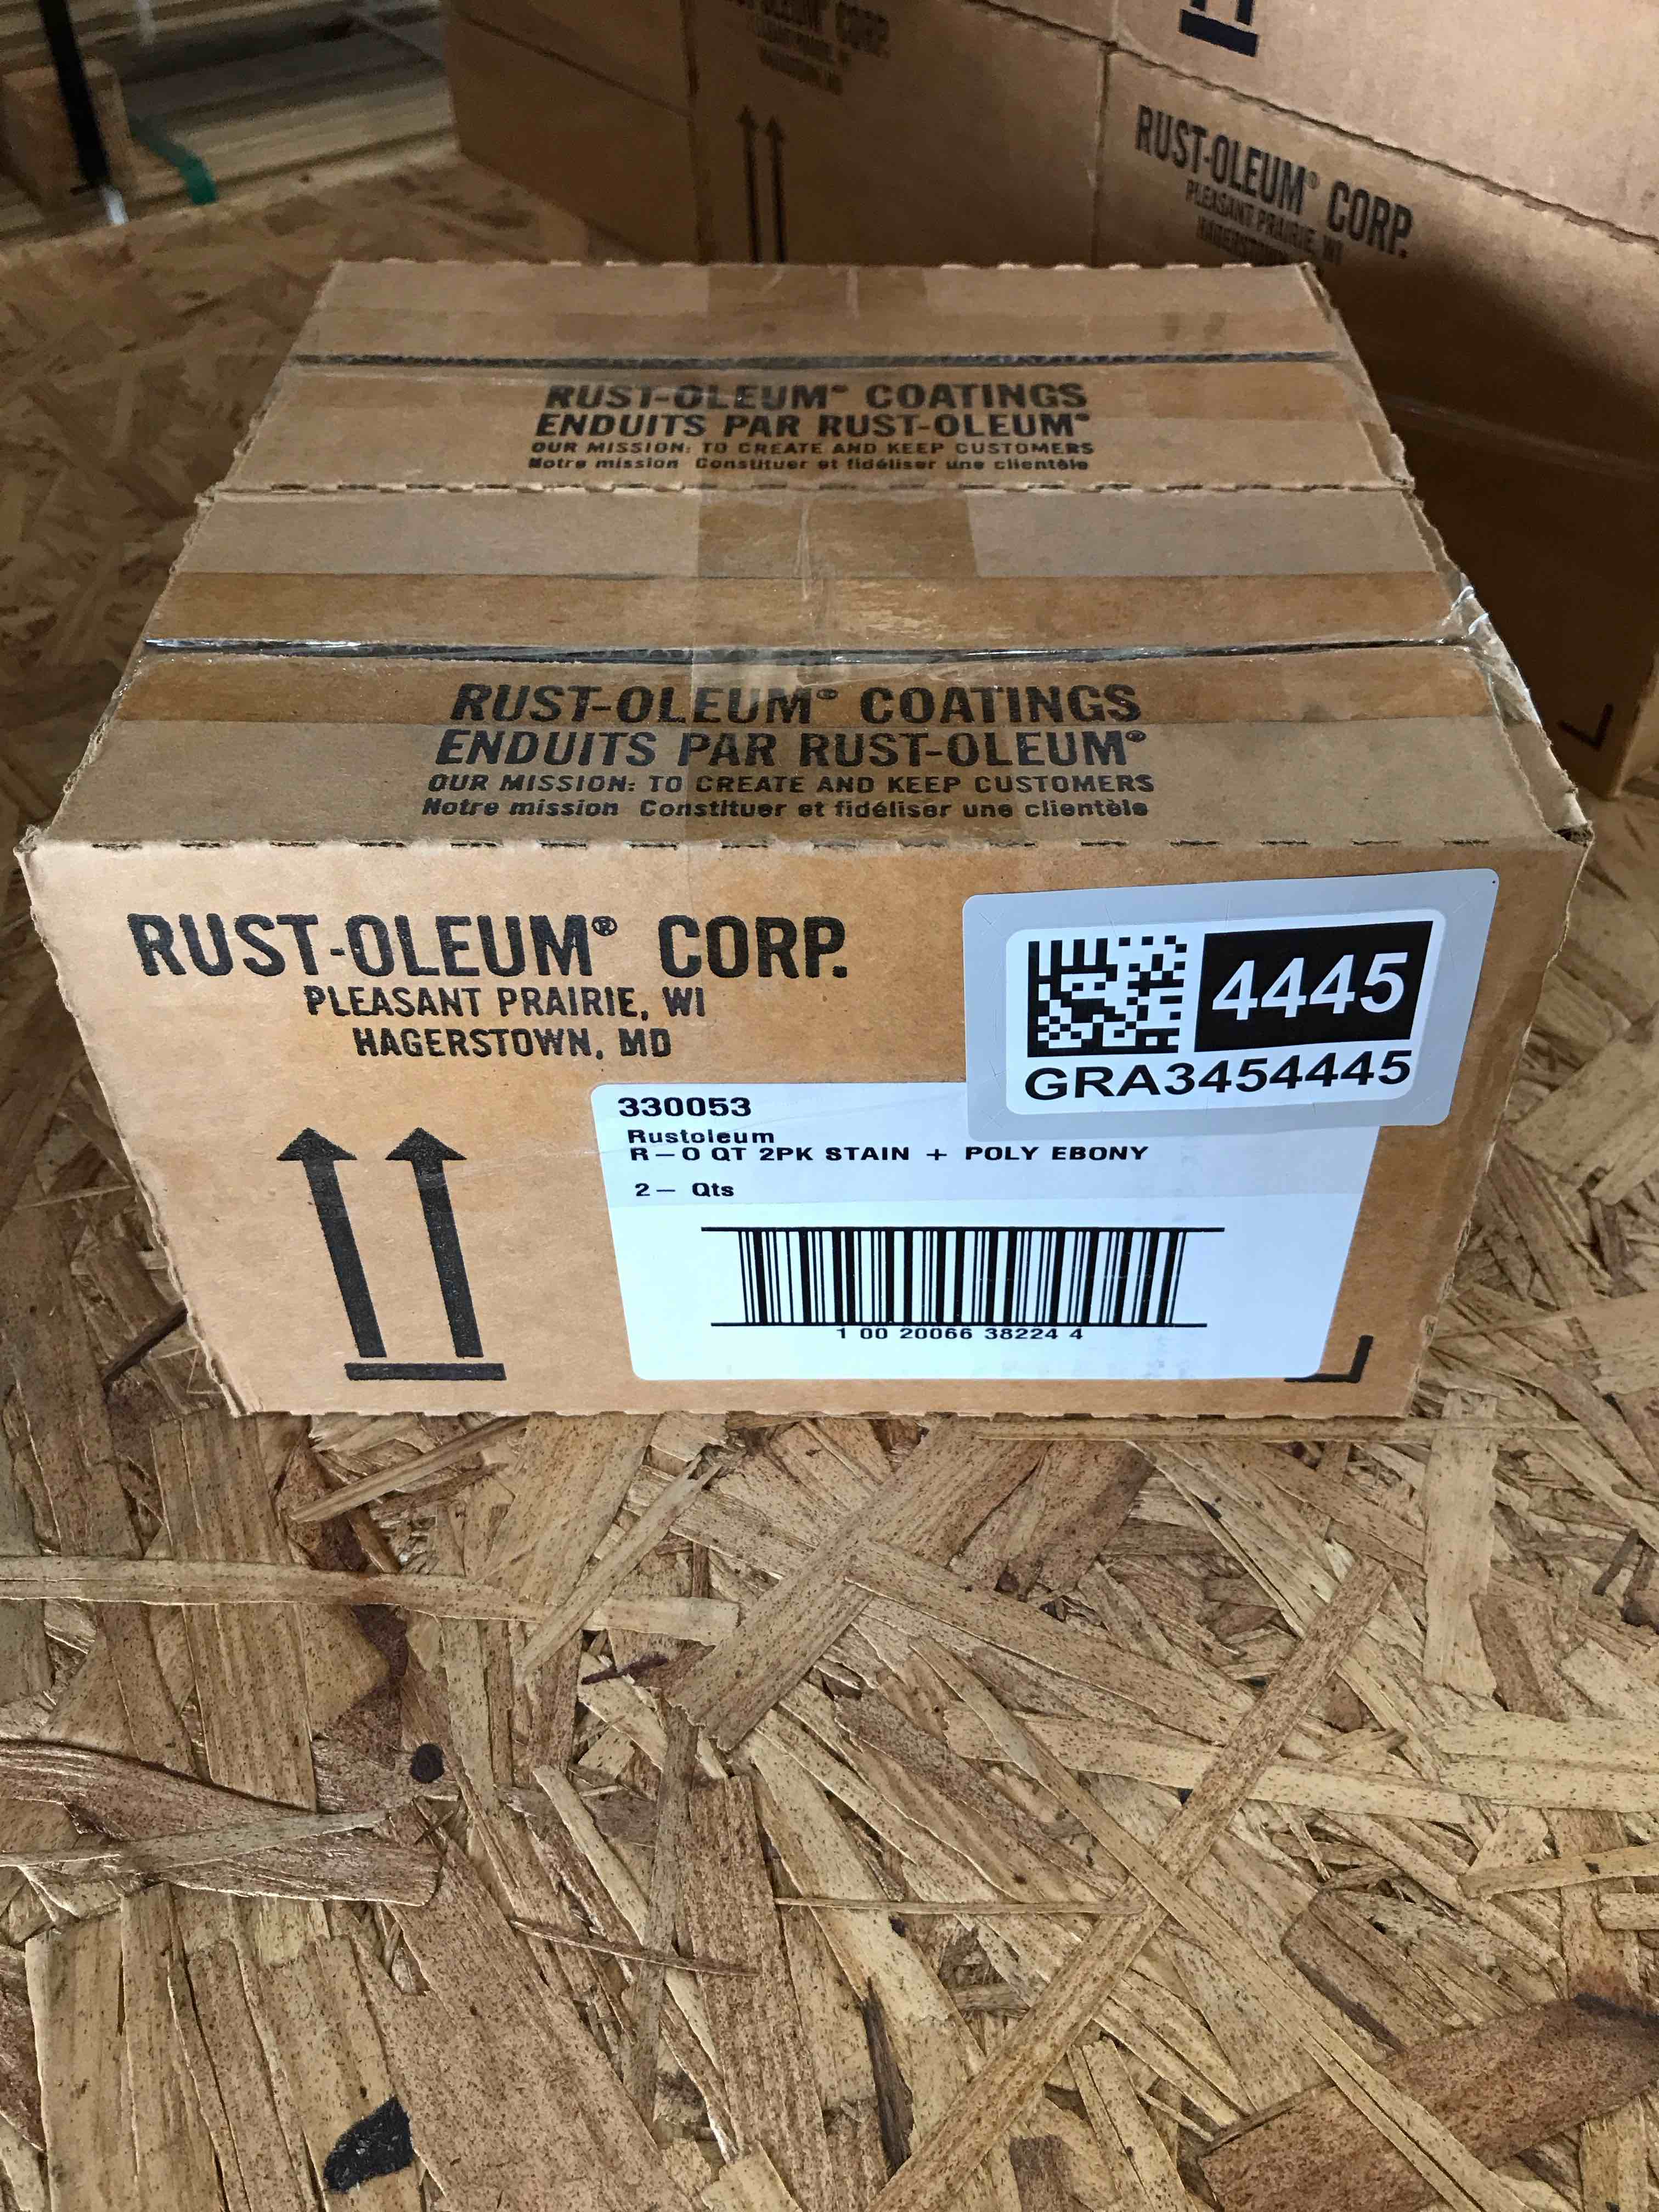 RUST-OLEUM® CORP.
PLEASANT PRAIRIE, WI
RUST-OLEUM® COATINGS
ENDUITS PAR RUST-OLEUM®
OUR MISSION: TO CREATE AND KEEP CUSTOMERS
Notre mission Constituer et fidéliser une clientèle
RUST-OLEUM® COATINGS
ENDUITS PAR RUST-OLEUM®
OUR MISSION: TO CREATE AND KEEP CUSTOMERS
Notre mission Constituer et fidéliser une clientèle
RUST-OLEUM® CORP.
PLEASANT PRAIRIE, WI
HAGERSTOWN, MD
4445
GRA3454445
330053
Rustoleum
R-O QT 2PK STAIN + POLY EBONY
2- Qts
1 00 20066 38224 4